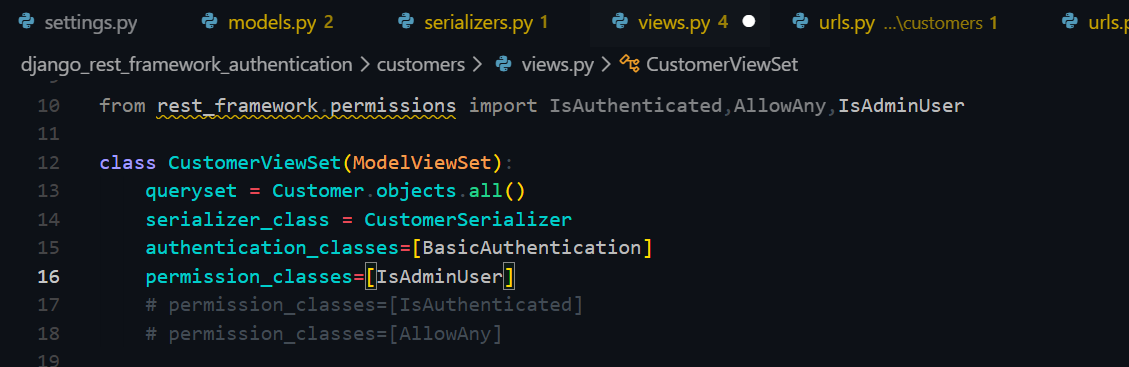 settings.py models.py 2 serializers.py 1 views.py 4 urls.py ...\customers 1 urls.p
django_rest_framework_authentication > customers > views.py > CustomerViewSet
10 from rest_framework.permissions import IsAuthenticated,AllowAny,IsAdminUser
11
12 class CustomerViewSet(ModelViewSet):
13     queryset = Customer.objects.all()
14     serializer_class = CustomerSerializer
15     authentication_classes=[BasicAuthentication]
16     permission_classes=[IsAdminUser]
17     # permission_classes=[IsAuthenticated]
18     # permission_classes=[AllowAny]
19